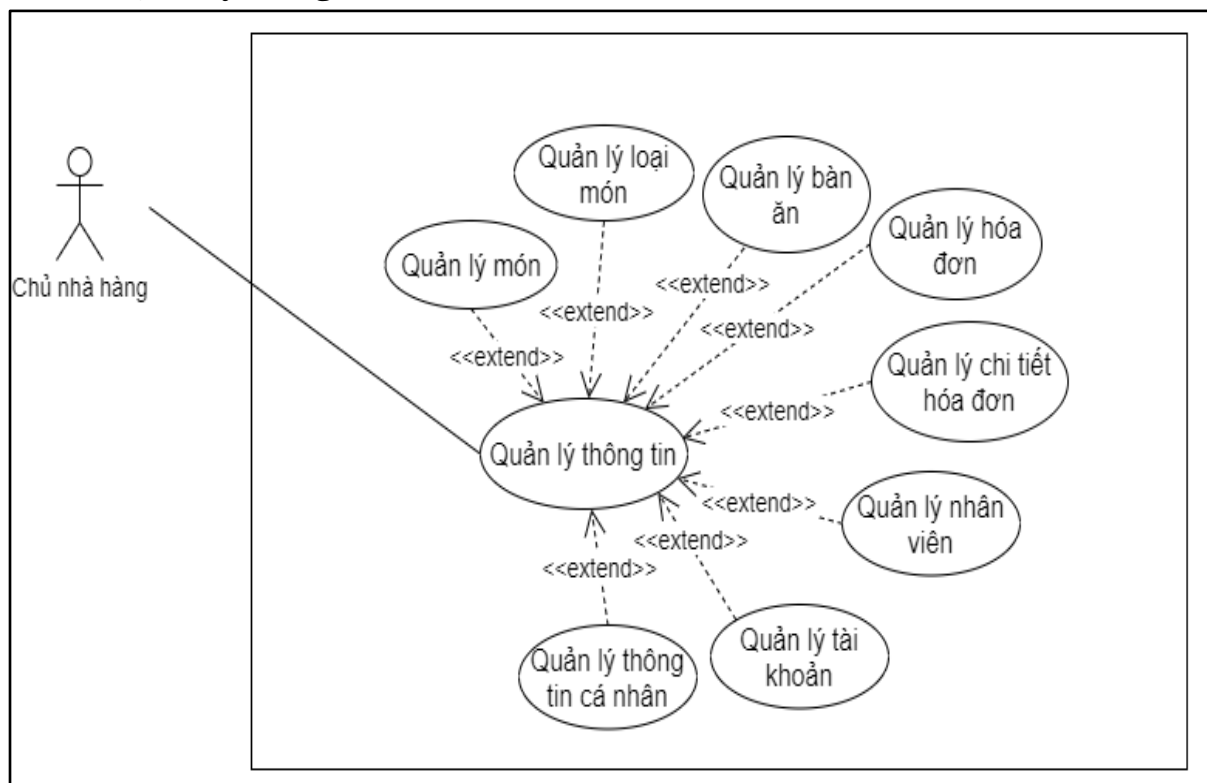 Quản lý loại
món
Quản lý bàn
ăn
Quản lý hóa
đơn
Quản lý món
Chủ nhà hàng
<<extend>>
<<extend>>
<<extend>>
<<extend>>
Quản lý chi tiết
hóa đơn
<<extend>>
Quản lý thông tin
Quản lý nhân
viên
<<extend>>
<<extend>>
<<extend>>
Quản lý tài
khoản
Quản lý thông
tin cá nhân